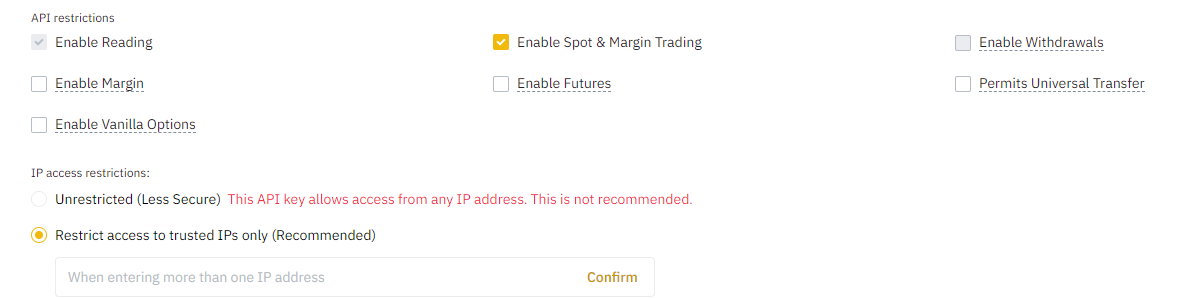 API restrictions
Enable Reading
Enable Spot & Margin Trading
Enable Withdrawals
Enable Margin
Enable Futures
Permits Universal Transfer
Enable Vanilla Options
IP access restrictions:
Unrestricted (Less Secure) This API key allows access from any IP address. This is not recommended.
Restrict access to trusted IPs only (Recommended)
When entering more than one IP address Confirm